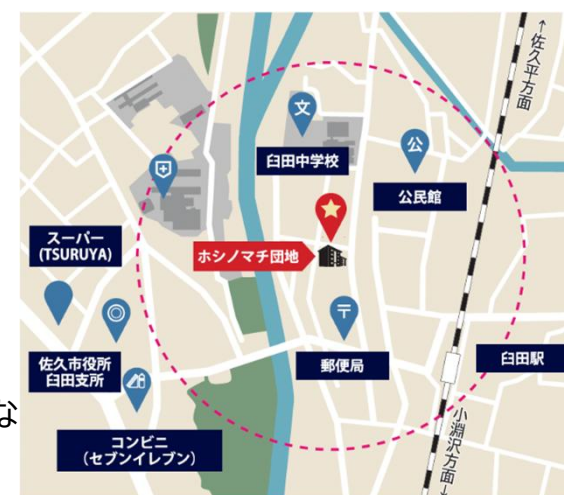 ↑佐久平方面
文
臼田中学校
公
公民館
スーパー
(TSURUYA)
ホシノマチ団地
佐久市役所
臼田支所
〒
郵便局
臼田駅
な
コンビニ
(セブンイレブン)
小淵沢方面↓